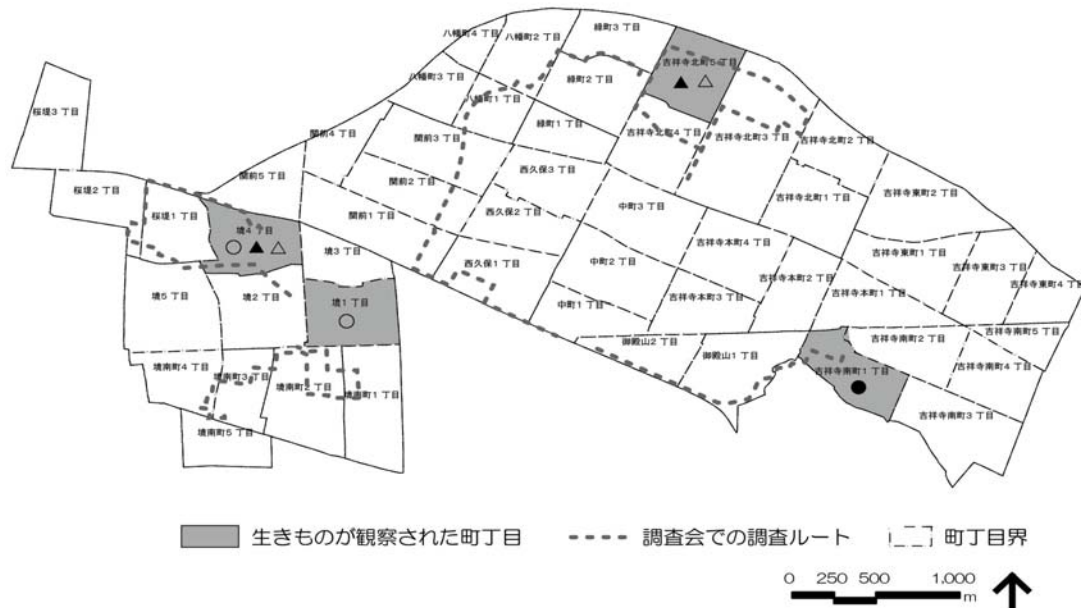 八幡町4 丁目
八幡町2 丁目
緑町3 丁目
吉祥寺北町5 丁目
八幡町3 丁目
緑町2 丁目
桜堤3 丁目
八幡町1 丁目
関前4 丁目
関前3 丁目
緑町1 丁目
吉祥寺北町4 丁目
吉祥寺北町3 丁目
吉祥寺北町2 丁目
関前5 丁目
関前2 丁目
西久保3 丁目
桜堤2 丁目
吉祥寺北町1 丁目
吉祥寺東町2 丁目
桜堤1 丁目
関前1 丁目
西久保2 丁目
中町3 丁目
境4 丁目
境3 丁目
吉祥寺本町4 丁目
吉祥寺東町1 丁目
西久保1 丁目
中町2 丁目
吉祥寺本町2 丁目
吉祥寺東町3 丁目
吉祥寺東町4 丁目
境5 丁目
境2 丁目
境1 丁目
中町1 丁目
吉祥寺本町3 丁目
吉祥寺本町1 丁目
御殿山2 丁目
御殿山1 丁目
吉祥寺南町2 丁目
吉祥寺南町5 丁目
境南町4 丁目
境南町3 丁目
境南町2 丁目
境南町1 丁目
吉祥寺南町1 丁目
吉祥寺南町4 丁目
吉祥寺南町3 丁目
境南町5 丁目
生きものが観察された町丁目
調査会での調査ルート
町丁目界
0 250 500 1,000
m